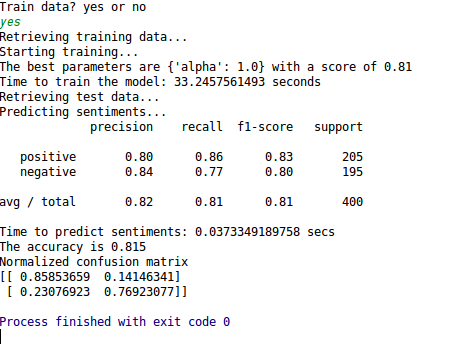 Train data? yes or no
yes
Retrieving training data...
Starting training...
The best parameters are {'alpha': 1.0} with a score of 0.81
Time to train the model: 33.2457561493 seconds
Retrieving test data...
Predicting sentiments...
precision recall f1-score support
positive 0.80 0.86 0.83 205
negative 0.84 0.77 0.80 195
avg / total 0.82 0.81 0.81 400
Time to predict sentiments: 0.0373349189758 secs
The accuracy is 0.815
Normalized confusion matrix
[[ 0.85853659 0.14146341]
[ 0.23076923 0.76923077]]
Process finished with exit code 0